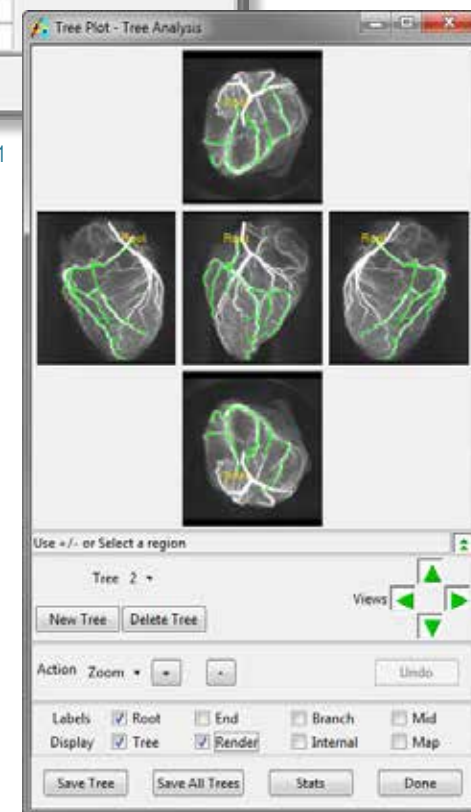 Tree Plot - Tree Analysis
1
Root
Root Root Root
Root
Use +/- or Select a region
Tree 2
Views
New Tree Delete Tree
Action Zoom + - Undo
Labels Root End Branch Mid
Display Tree Render Internal Map
Save Tree Save All Trees Stats Done